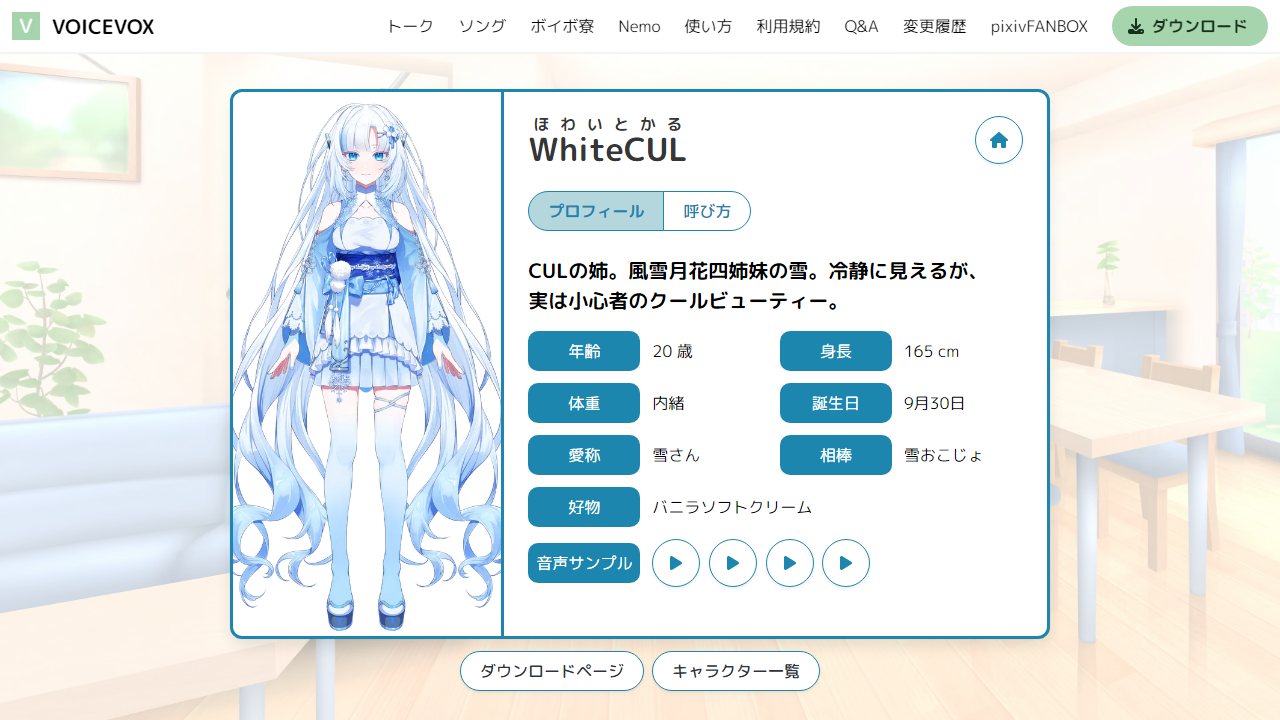 V VOICEVOX トーク ソング ボイボ寮 Nemo 使い方 利用規約 Q&A 変更履歴 pixivFANBOX ダウンロード
ほわいとかる
WhiteCUL
プロフィール 呼び方
CULの姉。風雪月花四姉妹の雪。冷静に見えるが、
実は小心者のクールビューティー。
年齢 20 歳 身長 165 cm
体重 内緒 誕生日 9月30日
愛称 雪さん 相棒 雪おこじょ
好物 バニラソフトクリーム
音声サンプル
ダウンロードページ キャラクター一覧